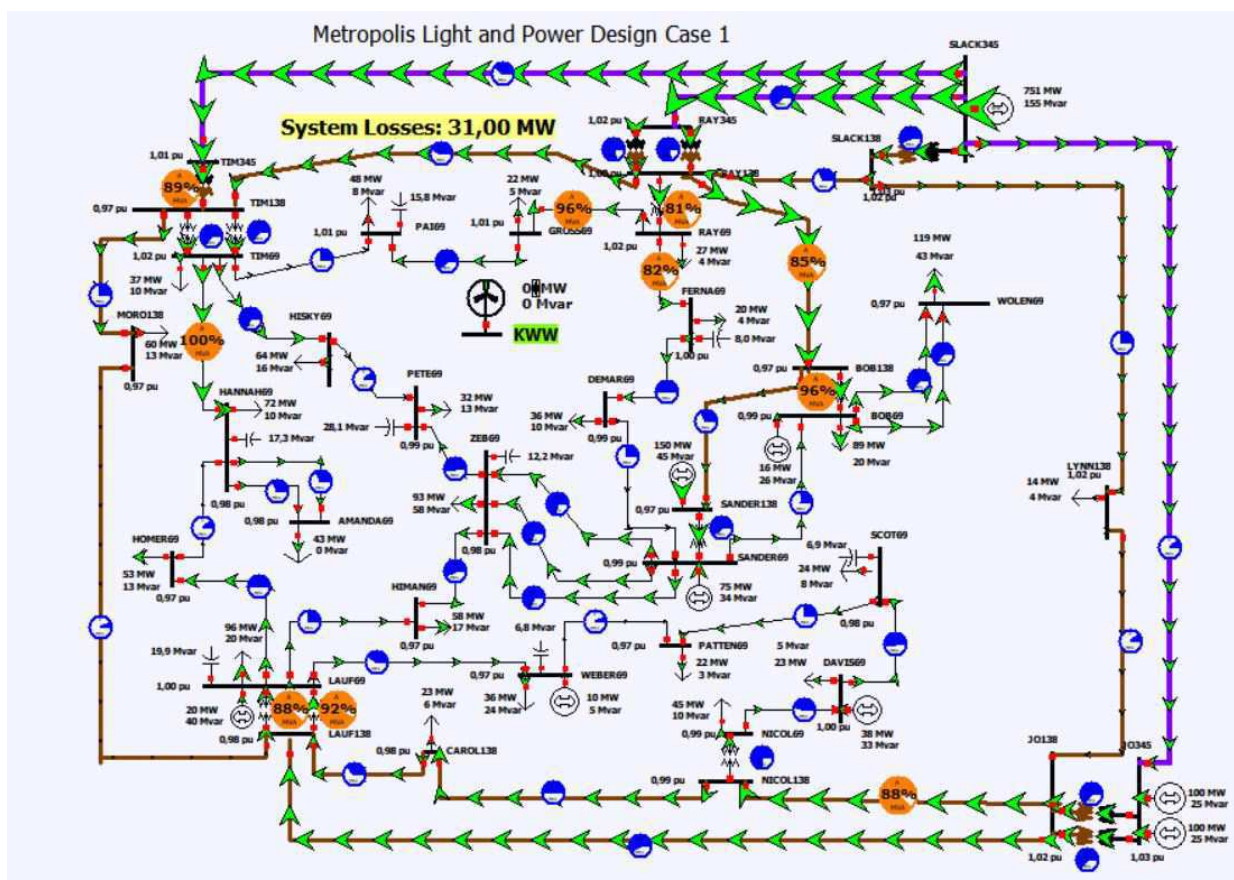 Metropolis Light and Power Design Case 1
SLACK345
751 MW
155 Mvar
System Losses: 31,00 MW
1,02 pu
RAY345
SLACK138
1,01 pu
TIM345
RAY138
1,03 pu
1,02 pu
89%
MVA
48 MW
8 Mvar
15,8 Mvar
22 MW
5 Mvar
0,97 pu
TIM138
96%
MVA
81%
MVA
1,01 pu
PAI69
1,01 pu
GROSS69
RAY69
1,02 pu
27 MW
4 Mvar
119 MW
43 Mvar
1,02 pu
TIM69
82%
MVA
85%
MVA
37 MW
10 Mvar
MW
0 Mvar
KWW
FERNA69
20 MW
4 Mvar
8,0 Mvar
1,00 pu
0,97 pu
WOLEN69
MORO138
60 MW
13 Mvar
0,97 pu
100%
MVA
HISKY69
64 MW
16 Mvar
PETE69
32 MW
13 Mvar
28,1 Mvar
0,99 pu
DEMAR69
36 MW
10 Mvar
0,99 pu
0,97 pu
BOB138
96%
MVA
0,99 pu
BOB69
HANNAH69
72 MW
10 Mvar
17,3 Mvar
0,98 pu
ZEB69
12,2 Mvar
93 MW
58 Mvar
0,98 pu
150 MW
45 Mvar
16 MW
26 Mvar
89 MW
20 Mvar
LYNN138
1,02 pu
14 MW
4 Mvar
0,97 pu
SANDER138
0,98 pu
AMANDA69
43 MW
0 Mvar
HOMER69
53 MW
13 Mvar
0,97 pu
0,99 pu
SANDER69
75 MW
34 Mvar
SCOT69
6,9 Mvar
24 MW
8 Mvar
0,98 pu
HIMAN69
58 MW
17 Mvar
0,97 pu
96 MW
20 Mvar
19,9 Mvar
6,8 Mvar
0,97 pu
PATTEN69
22 MW
3 Mvar
5 Mvar
23 MW
DAVIS69
1,00 pu
38 MW
33 Mvar
1,00 pu
LAUF69
0,97 pu
WEBER69
36 MW
24 Mvar
10 MW
5 Mvar
20 MW
40 Mvar
88%
MVA
92%
MVA
0,98 pu
LAUF138
23 MW
6 Mvar
0,98 pu
CAROL138
45 MW
10 Mvar
0,99 pu
NICOL69
0,99 pu
NICOL138
88%
MVA
JO138
JO345
100 MW
25 Mvar
100 MW
25 Mvar
1,02 pu
1,03 pu